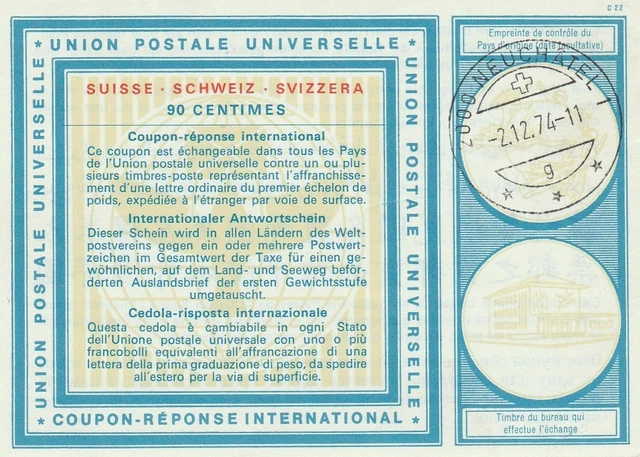 C 22
* UNION POSTALE UNIVERSELLE *
UNION POSTALE UNIVERSELLE
UNION POSTALE UNIVERSELLE
SUISSE · SCHWEIZ · SVIZZERA
90 CENTIMES
Coupon-réponse international
Ce coupon est échangeable dans tous les Pays
de l'Union postale universelle contre un ou plu-
sieurs timbres-poste représentant l'affranchisse-
ment d'une lettre ordinaire du premier échelon de
poids, expédiée à l'étranger par voie de surface.
Internationaler Antwortschein
Dieser Schein wird in allen Ländern des Welt-
postvereins gegen ein oder mehrere Postwert-
zeichen im Gesamtwert der Taxe für einen ge-
wöhnlichen, auf dem Land- und Seeweg beför-
derten Auslandsbrief der ersten Gewichtsstufe
umgetauscht.
Cedola-risposta internazionale
Questa cedola è cambiabile in ogni Stato
dell'Unione postale universale con uno o più
francobolli equivalenti all'affrancazione di una
lettera della prima graduazione di peso, da spedire
all'estero per la via di superficie.
* COUPON-RÉPONSE INTERNATIONAL *
Empreinte de contrôle du
Pays d'origine (date facultative)
2000 NEUCHÂTEL 1
-2.12.74-11
g
Timbre du bureau qui
effectue l'échange